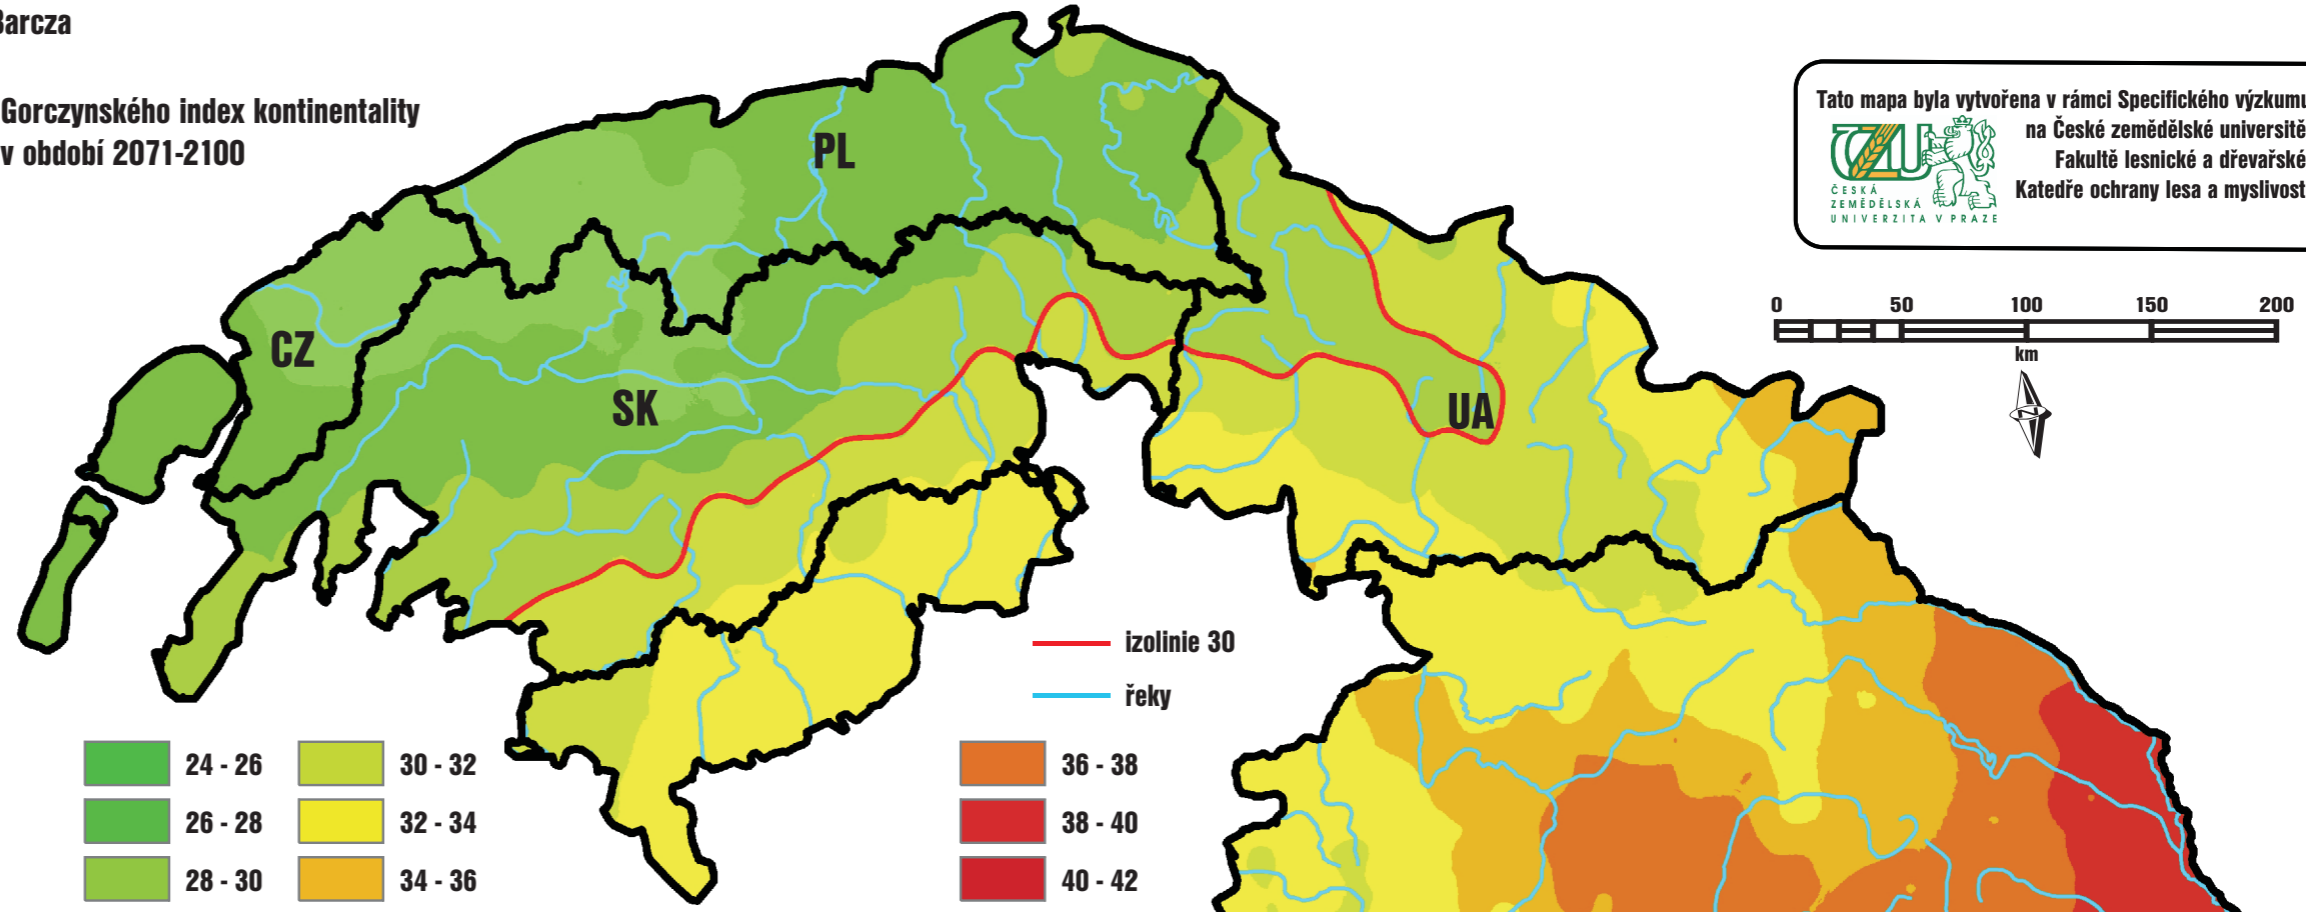 Barcza
Gorczynského index kontinentality
v období 2071-2100
Tato mapa byla vytvořena v rámci Specifického výzkumu
na České zemědělské universitě
Fakultě lesnické a dřevařské
Katedře ochrany lesa a myslivost
CZU
ČESKÁ
ZEMĚDĚLSKÁ
UNIVERZITA V PRAZE
0 50 100 150 200
km
N
PL
CZ
SK
UA
izolinie 30
řeky
24 - 26
26 - 28
28 - 30
30 - 32
32 - 34
34 - 36
36 - 38
38 - 40
40 - 42